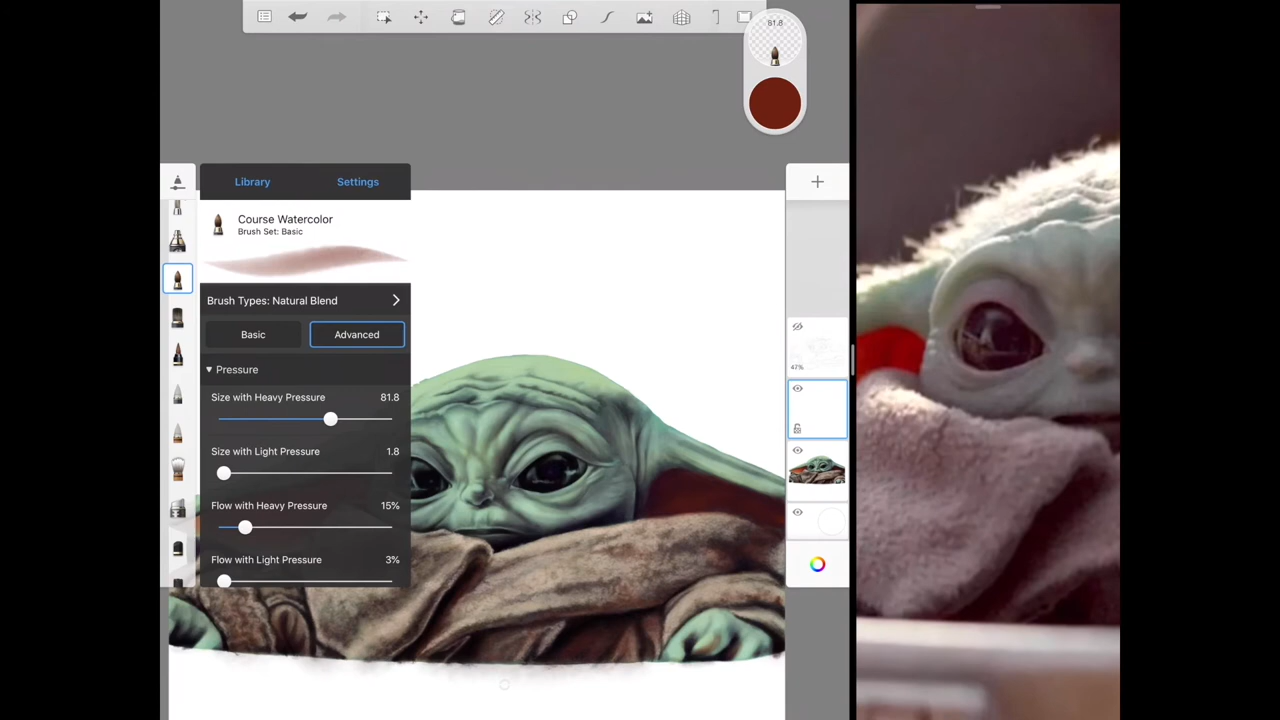 81.8
Library Settings
Course Watercolor
Brush Set: Basic
Brush Types: Natural Blend
Basic Advanced
Pressure
Size with Heavy Pressure 81.8
Size with Light Pressure 1.8
Flow with Heavy Pressure 15%
Flow with Light Pressure 3%
47%